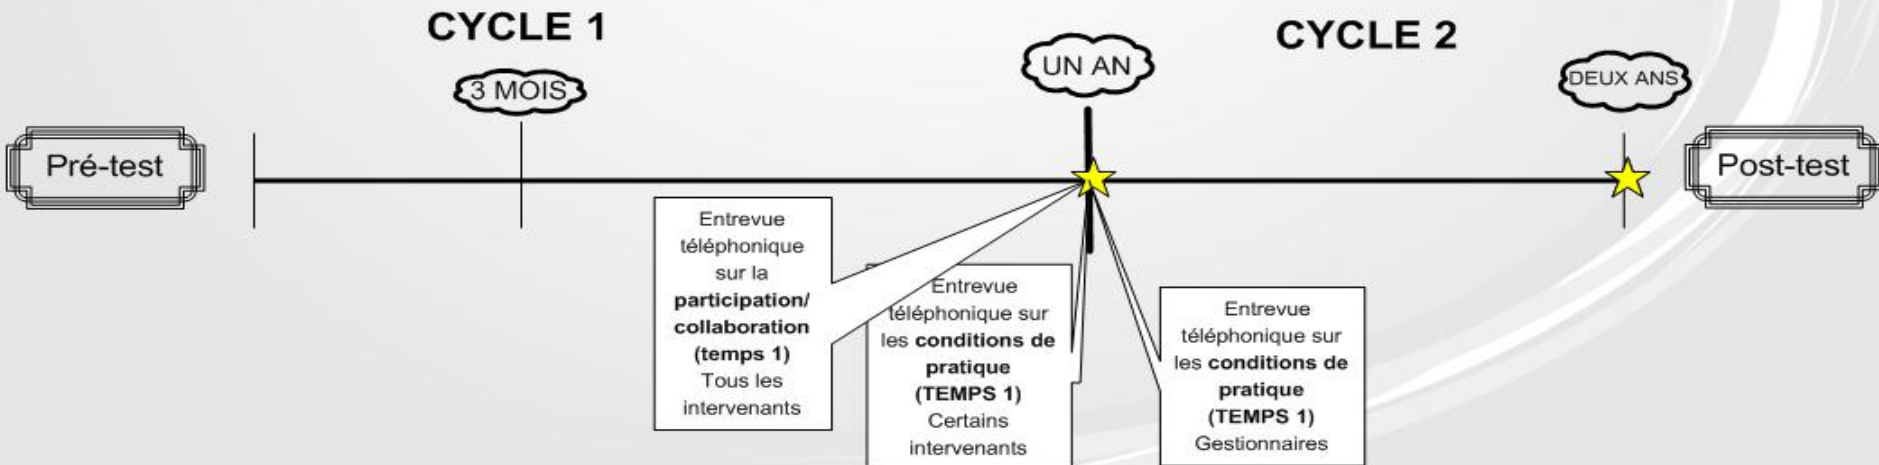 CYCLE 1
CYCLE 2
3 MOIS
UN AN
DEUX ANS
Pré-test
Post-test
Entrevue
téléphonique
sur la
participation/
collaboration
(temps 1)
Tous les
intervenants
Entrevue
téléphonique sur
les conditions de
pratique
(TEMPS 1)
Certains
intervenants
Entrevue
téléphonique sur
les conditions de
pratique
(TEMPS 1)
Gestionnaires